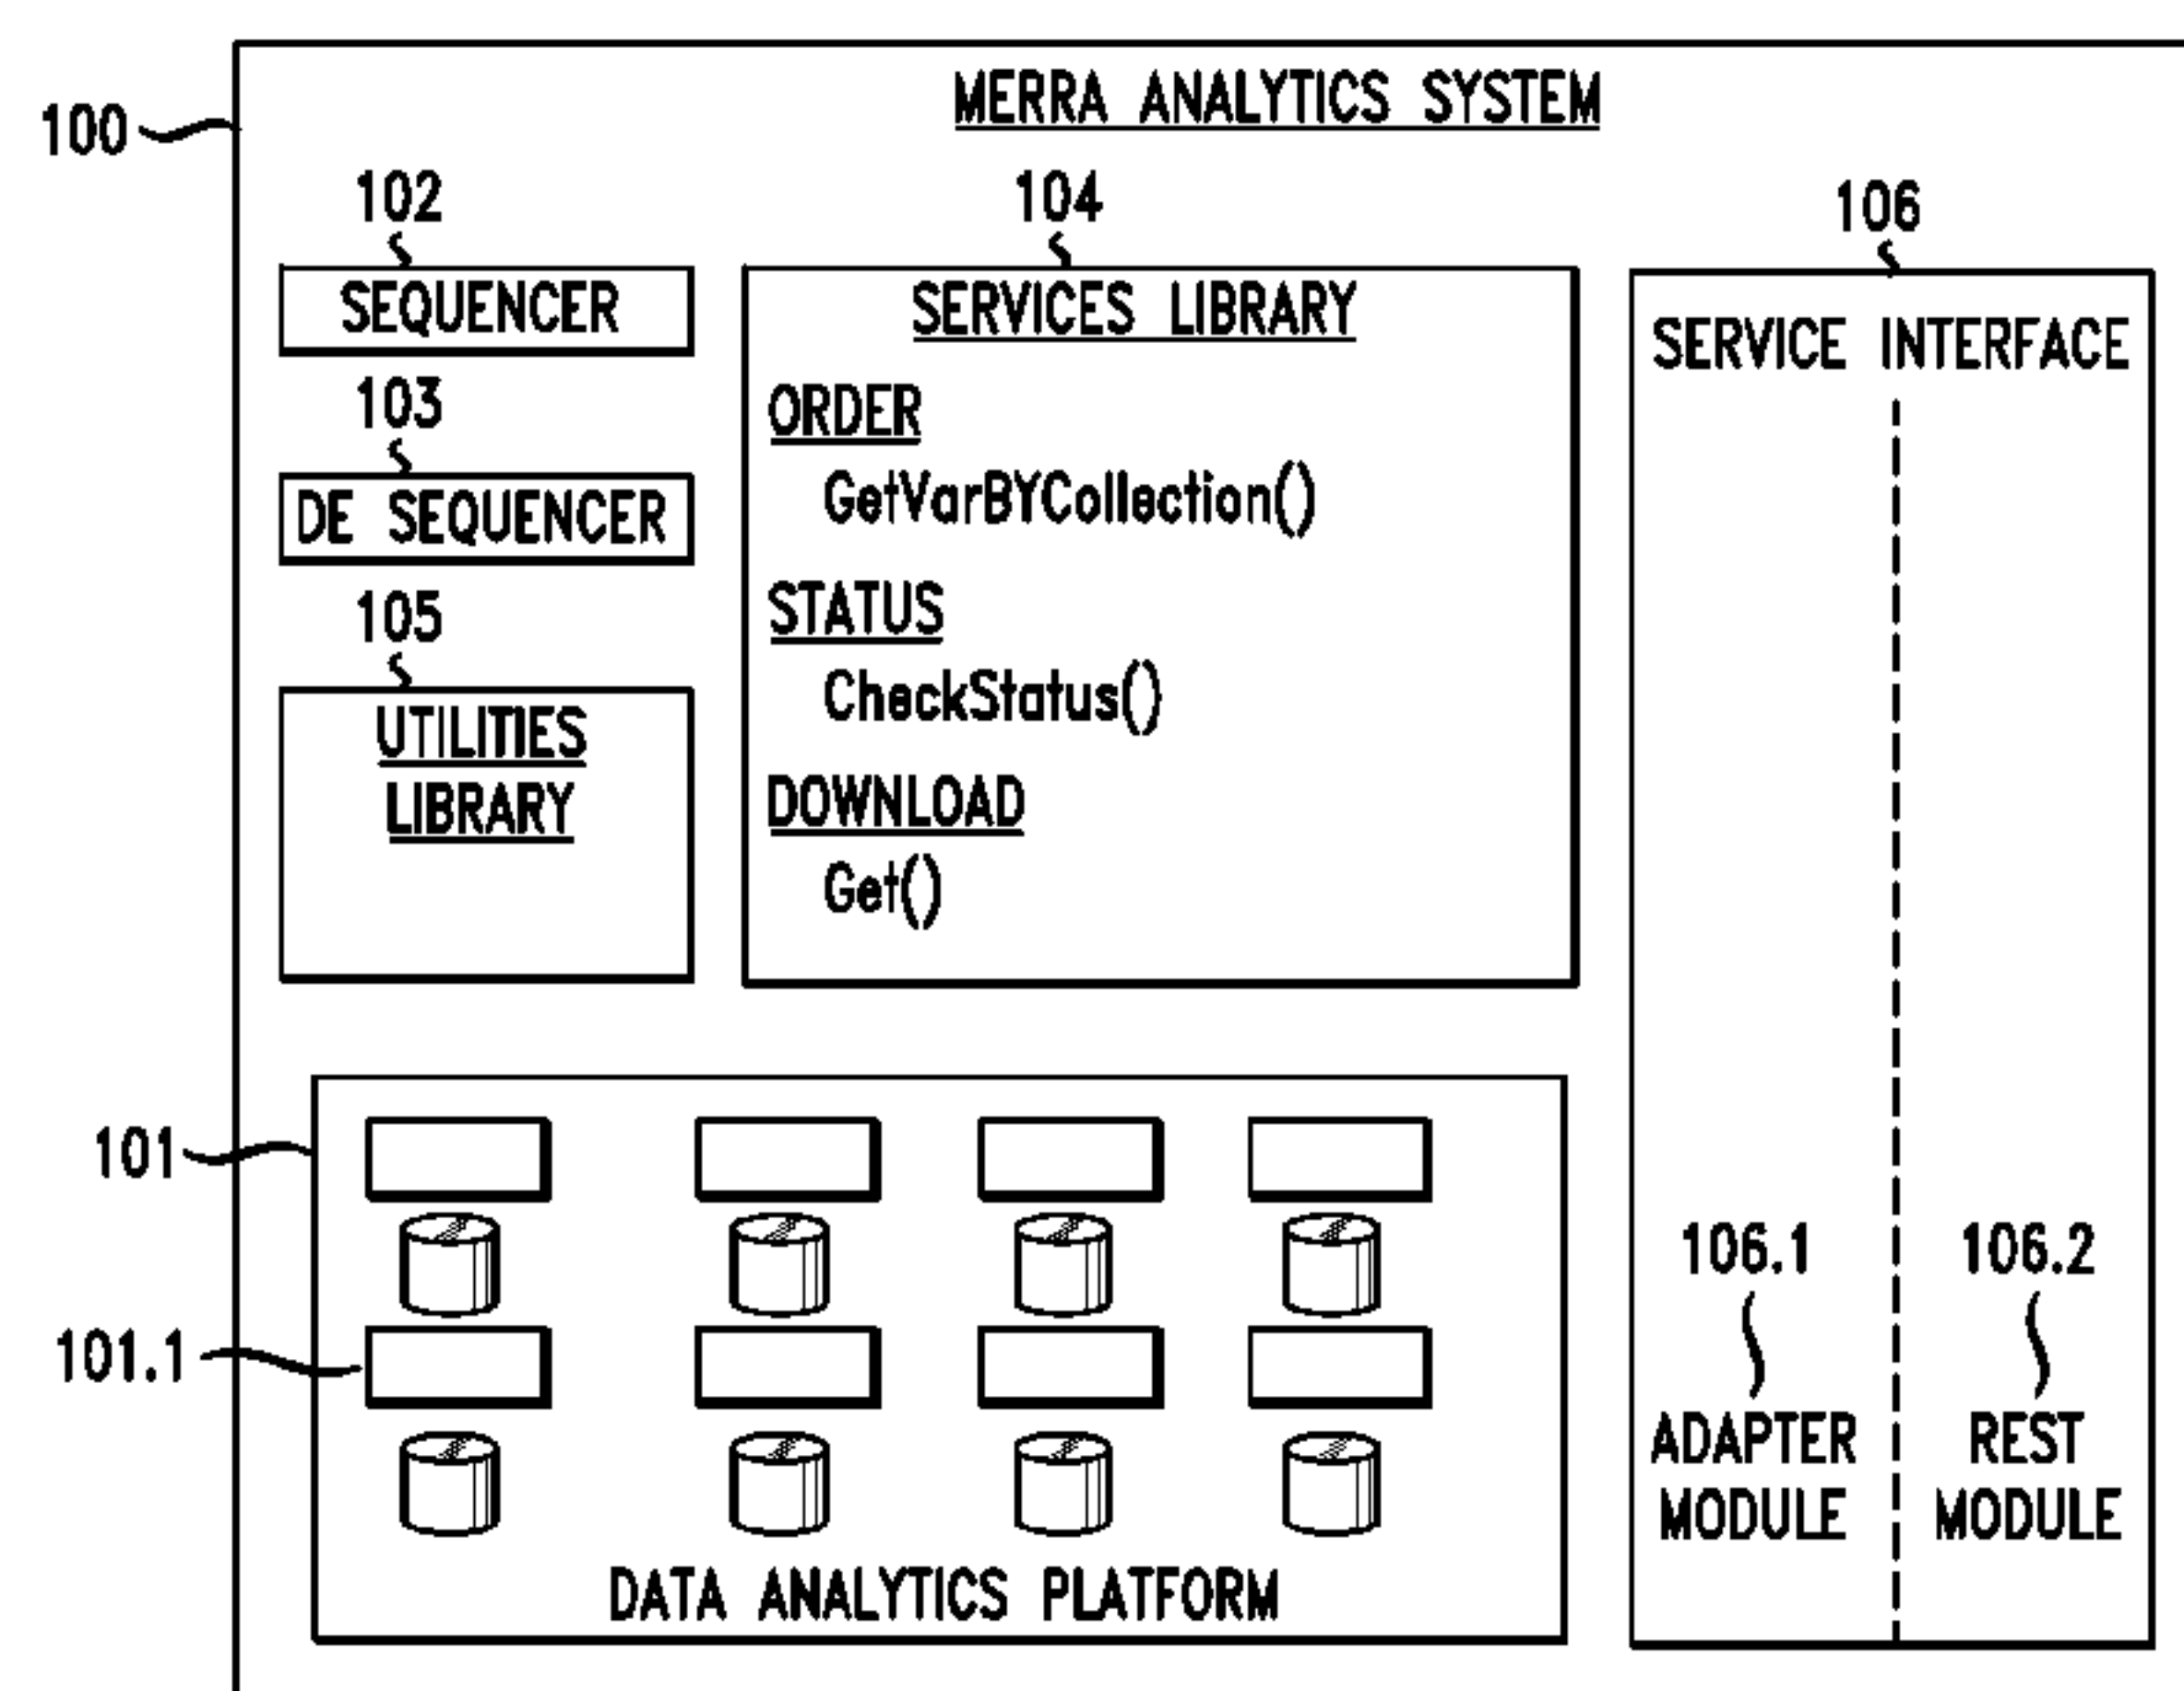 MERRA ANALYTICS SYSTEM
100
102
SEQUENCER
103
DE SEQUENCER
105
UTILITIES
LIBRARY
104
SERVICES LIBRARY
ORDER
GetVarBYCollection()
STATUS
CheckStatus()
DOWNLOAD
Get()
106
SERVICE INTERFACE
106.1
ADAPTER
MODULE
106.2
REST
MODULE
101
101.1
DATA ANALYTICS PLATFORM